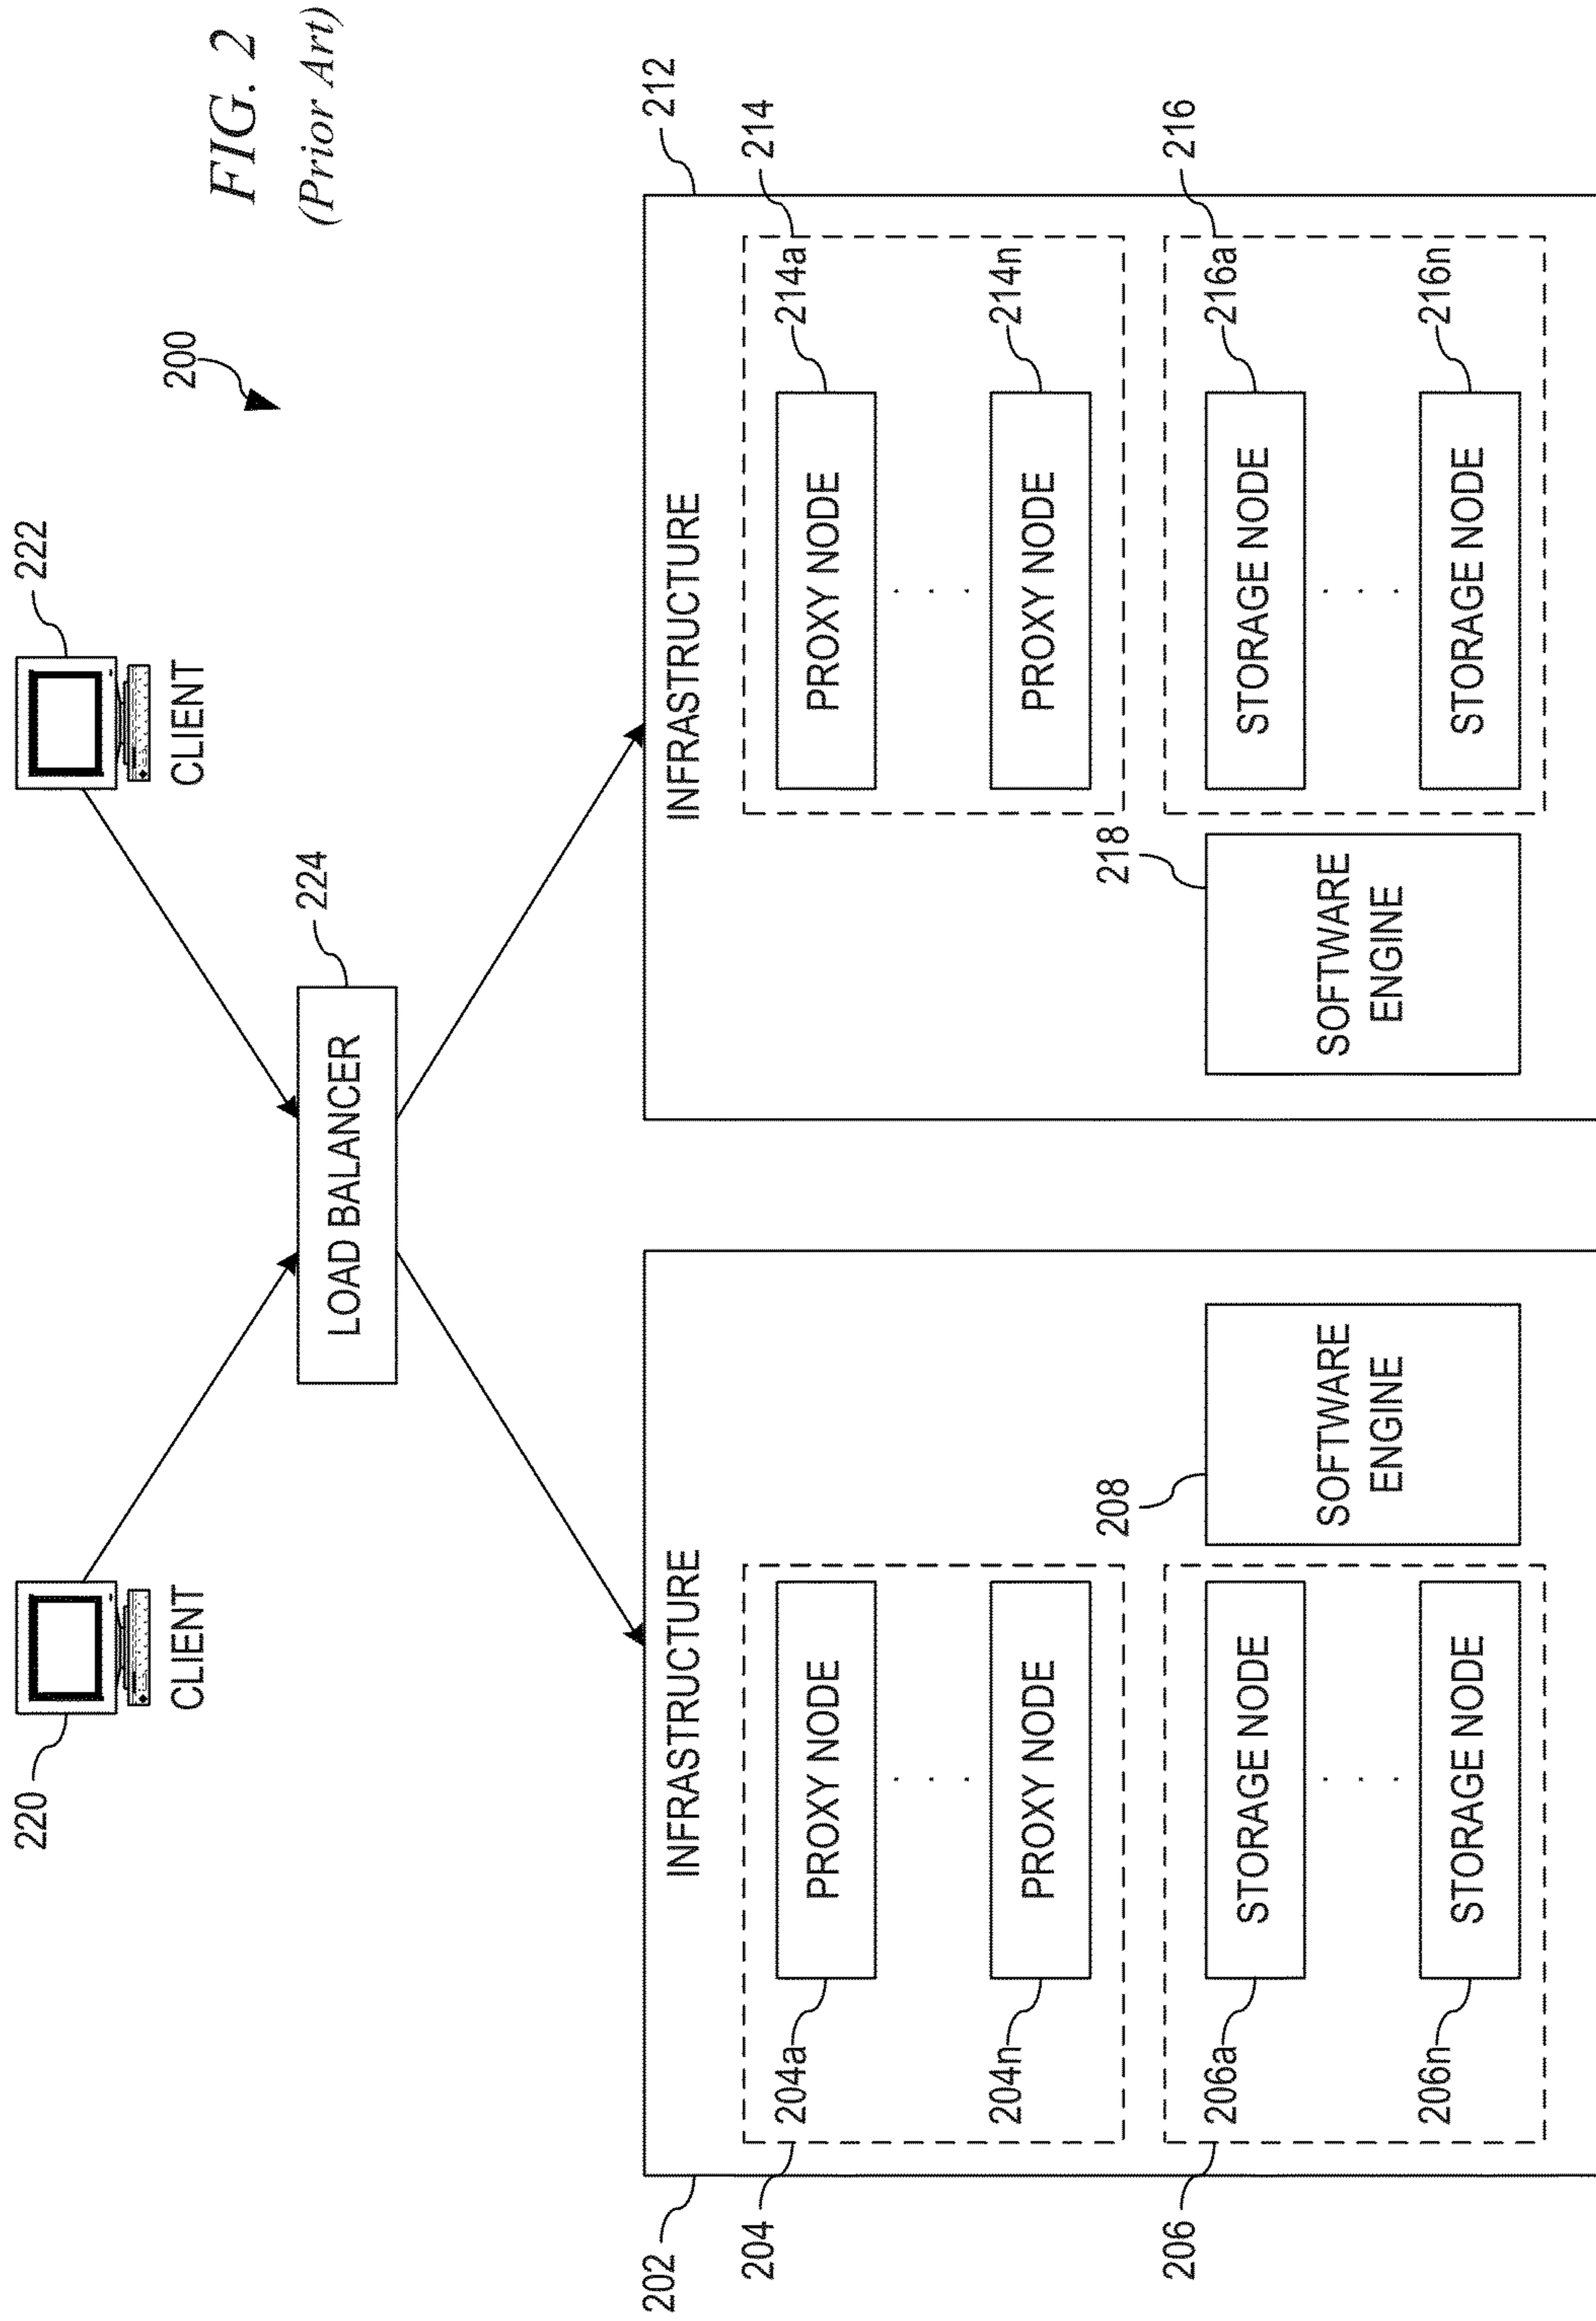 FIG. 2
(Prior Art)
200
220
222
CLIENT
CLIENT
224
LOAD BALANCER
202
INFRASTRUCTURE
204
204a
PROXY NODE
. . .
204n
PROXY NODE
206
206a
STORAGE NODE
. . .
206n
STORAGE NODE
208
SOFTWARE
ENGINE
212
INFRASTRUCTURE
214
214a
PROXY NODE
. . .
214n
PROXY NODE
216
216a
STORAGE NODE
. . .
216n
STORAGE NODE
218
SOFTWARE
ENGINE